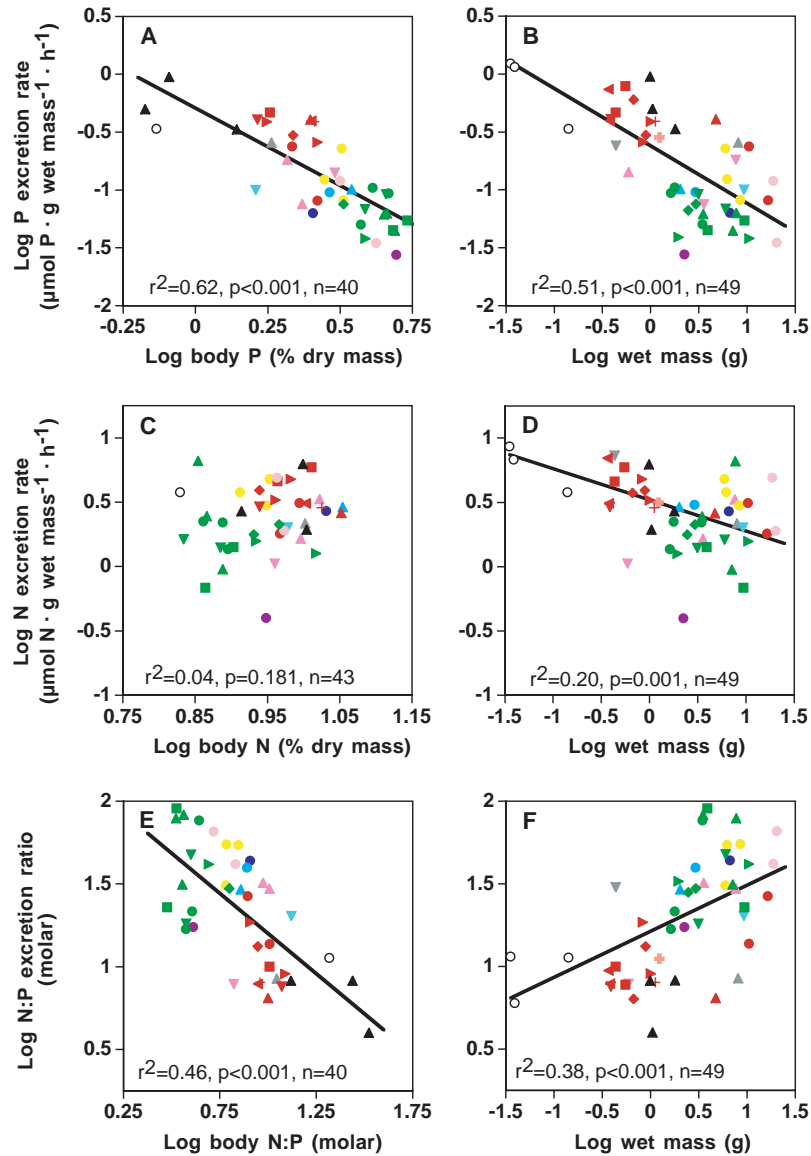 A
B
Log P excretion rate
(µmol P · g wet mass⁻¹ · h⁻¹)
0.5
0
-0.5
-1.0
-1.5
-2
r²=0.62, p<0.001, n=40
-0.25 0 0.25 0.5 0.75
Log body P (% dry mass)
0.5
0
-0.5
-1.0
-1.5
-2
r²=0.51, p<0.001, n=49
-1.5 -1 -0.5 0 0.5 1 1.5
Log wet mass (g)
C
D
Log N excretion rate
(µmol N · g wet mass⁻¹ · h⁻¹)
1
0.5
0
-0.5
-1
r²=0.04, p=0.181, n=43
0.75 0.85 0.95 1.05 1.15
Log body N (% dry mass)
1
0.5
0
-0.5
-1
r²=0.20, p=0.001, n=49
-1.5 -1 -0.5 0 0.5 1 1.5
Log wet mass (g)
E
F
Log N:P excretion ratio
(molar)
2
1.5
1
0.5
r²=0.46, p<0.001, n=40
0.25 0.75 1.25 1.75
Log body N:P (molar)
2
1.5
1
0.5
r²=0.38, p<0.001, n=49
-1.5 -1 -0.5 0 0.5 1 1.5
Log wet mass (g)